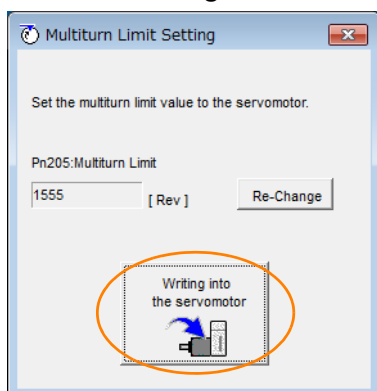 Multiturn Limit Setting
Set the multiturn limit value to the servomotor.
Pn205:Multiturn Limit
1555 [ Rev ] Re-Change
Writing into
the servomotor